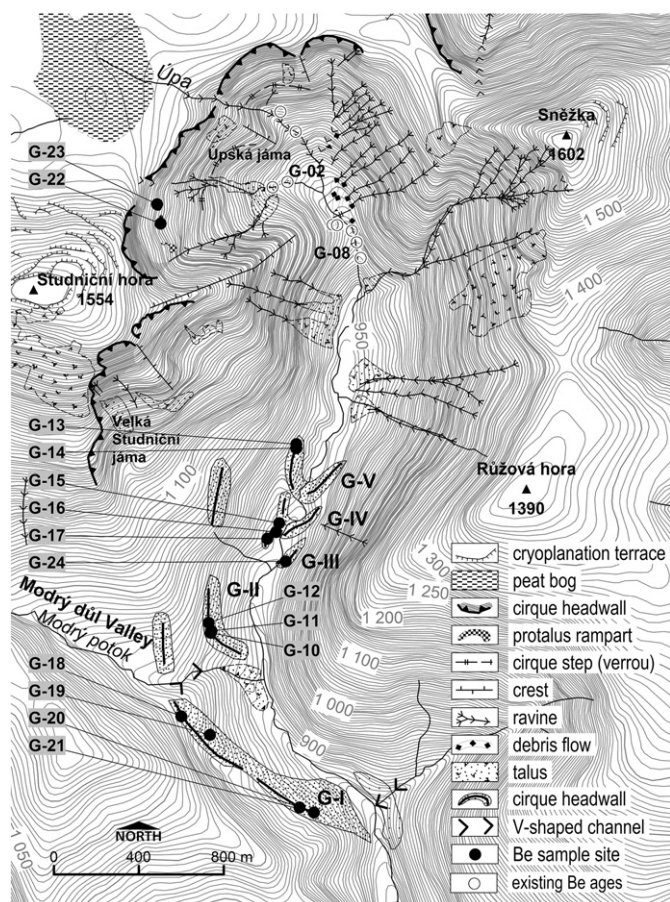 Úpa
Sněžka
1602
G-23
G-22
Úpská jáma
G-02
G-08
1 500
Studniční hora
1554
1 400
950
G-13
G-14
Velká
Studniční
jáma
G-15
G-16
G-17
G-24
1 100
G-V
G-IV
G-III
Růžová hora
1390
G-II
G-12
G-11
G-10
Modrý důl Valley
Modrý potok
1 300
1 250
1 200
1 100
1 000
900
G-18
G-19
G-20
G-21
G-I
1 050
NORTH
0 400 800 m
cryoplanation terrace
peat bog
cirque headwall
protalus rampart
cirque step (verrou)
crest
ravine
debris flow
talus
cirque headwall
V-shaped channel
Be sample site
existing Be ages